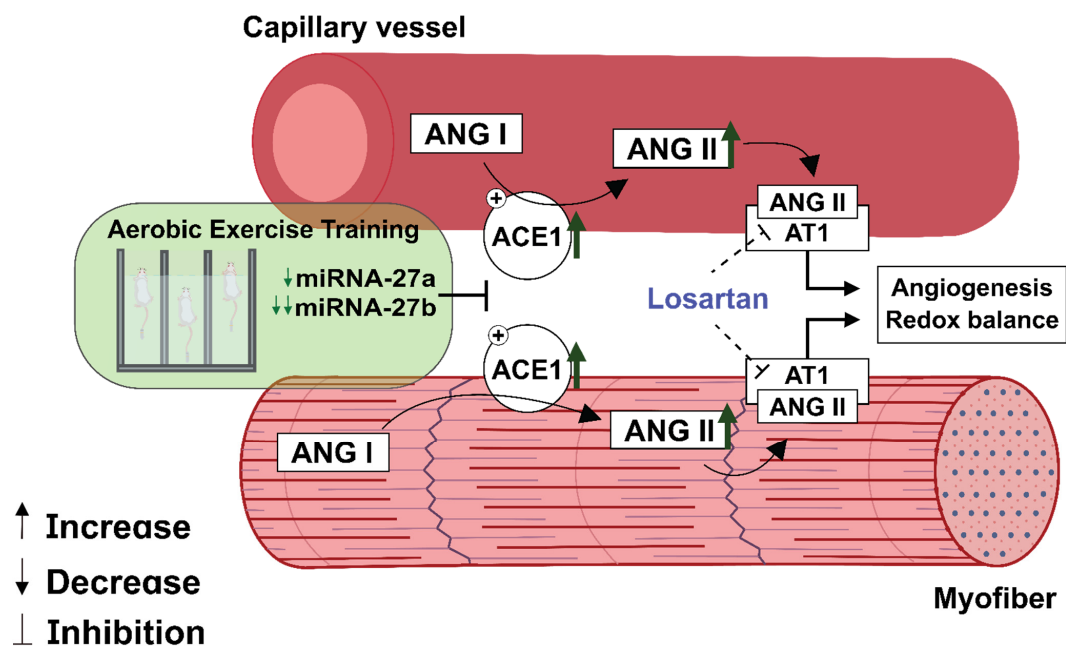 Capillary vessel
ANG I
ANG II
ANG II
AT1
+
ACE1
Aerobic Exercise Training
↓miRNA-27a
↓↓miRNA-27b
Losartan
Angiogenesis
Redox balance
+
ACE1
AT1
ANG II
ANG I
ANG II
Increase
Decrease
Inhibition
Myofiber